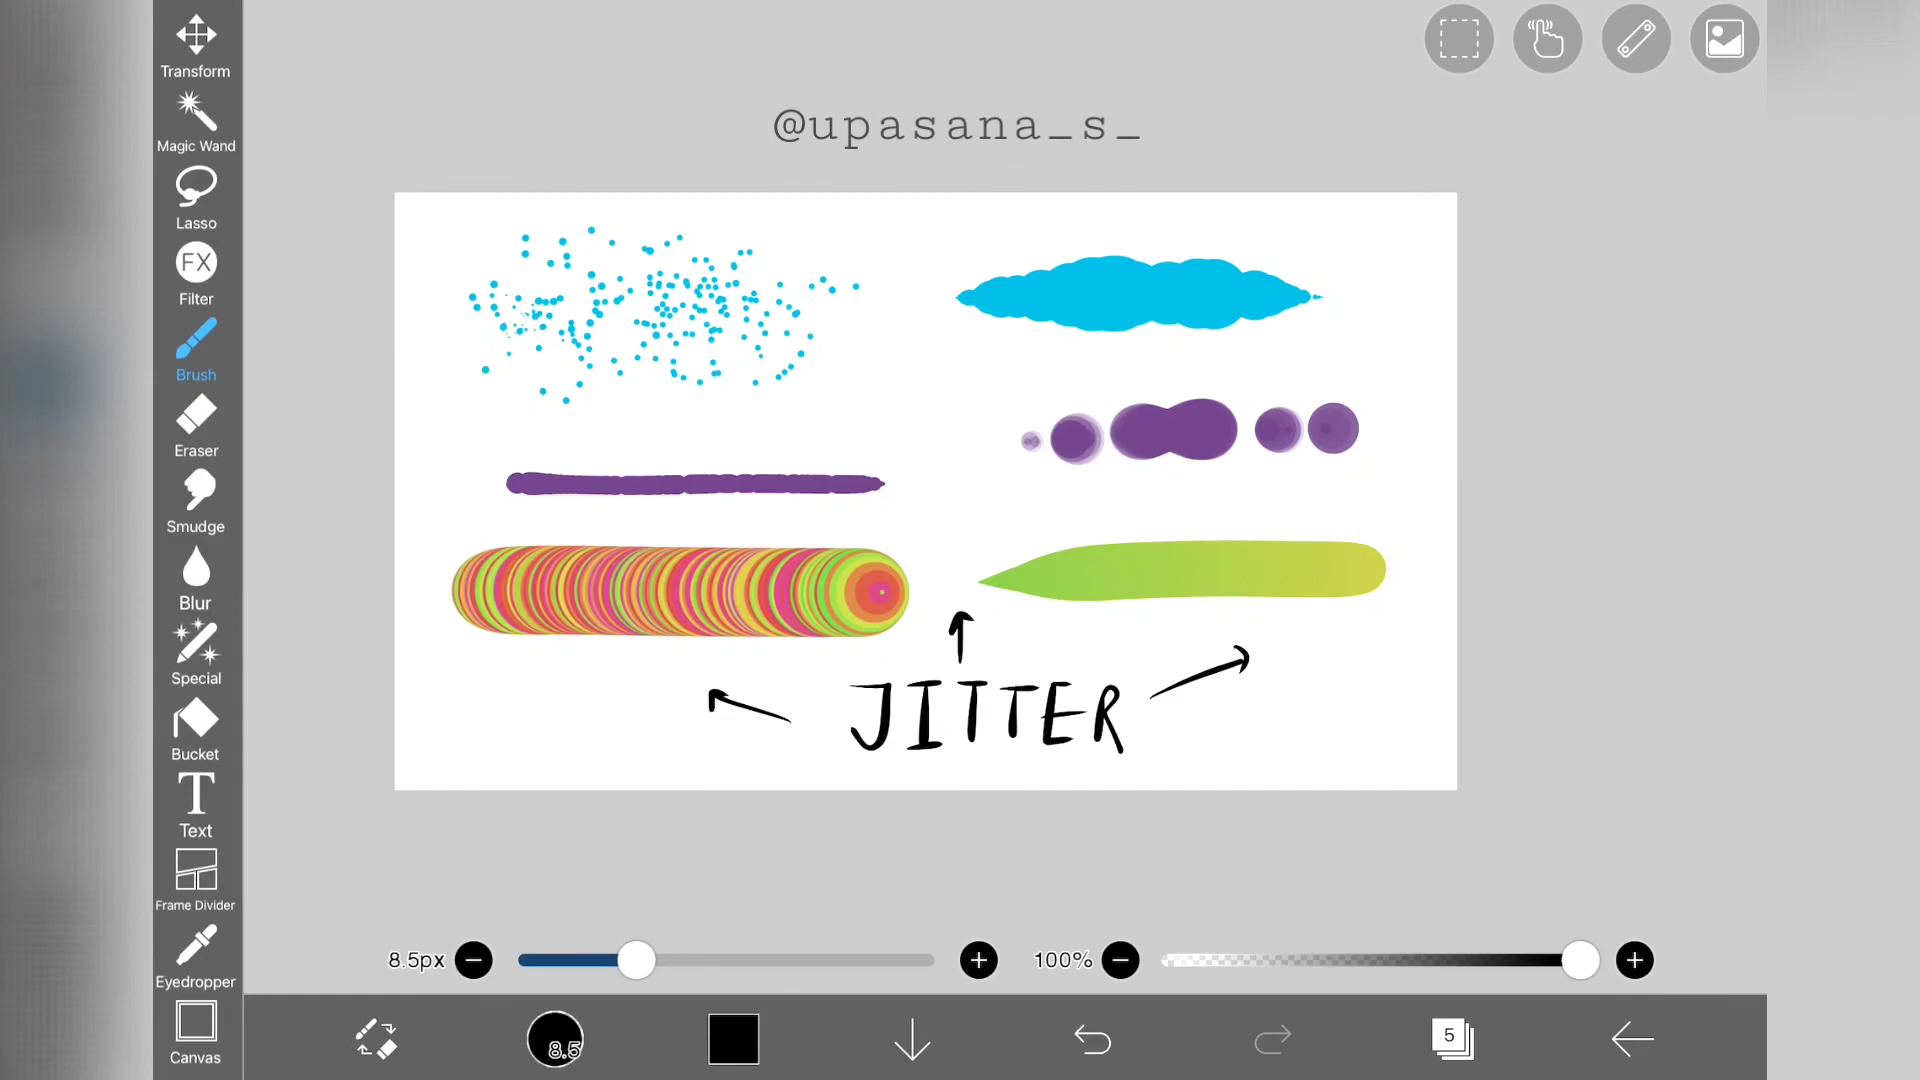 Transform
Magic Wand
Lasso
FX
Filter
Brush
Eraser
Smudge
Blur
Special
Bucket
T
Text
Frame Divider
Eyedropper
Canvas
@upasana_s_
JITTER
8.5px
100%
8.5
5